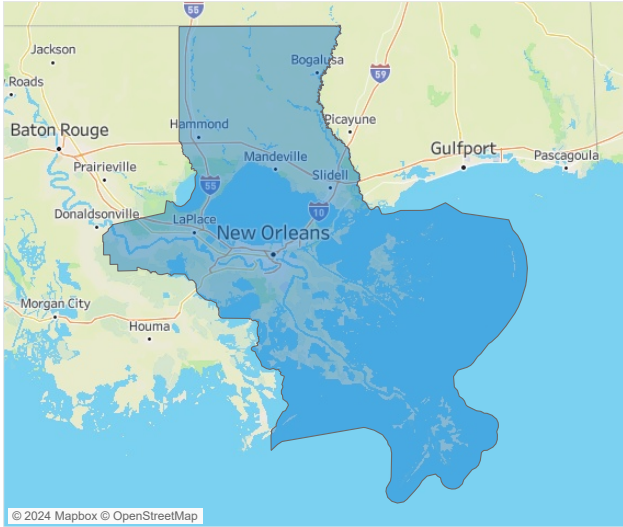 55
Jackson
Bogalusa
59
. Roads
Picayune
Hammond
Baton Rouge
Gulfport
Mandeville
Pascagoula
Prairieville
Slidell
55
10
Donaldsonville
LaPlace
New Orleans
Morgan City
Houma
© 2024 Mapbox © OpenStreetMap